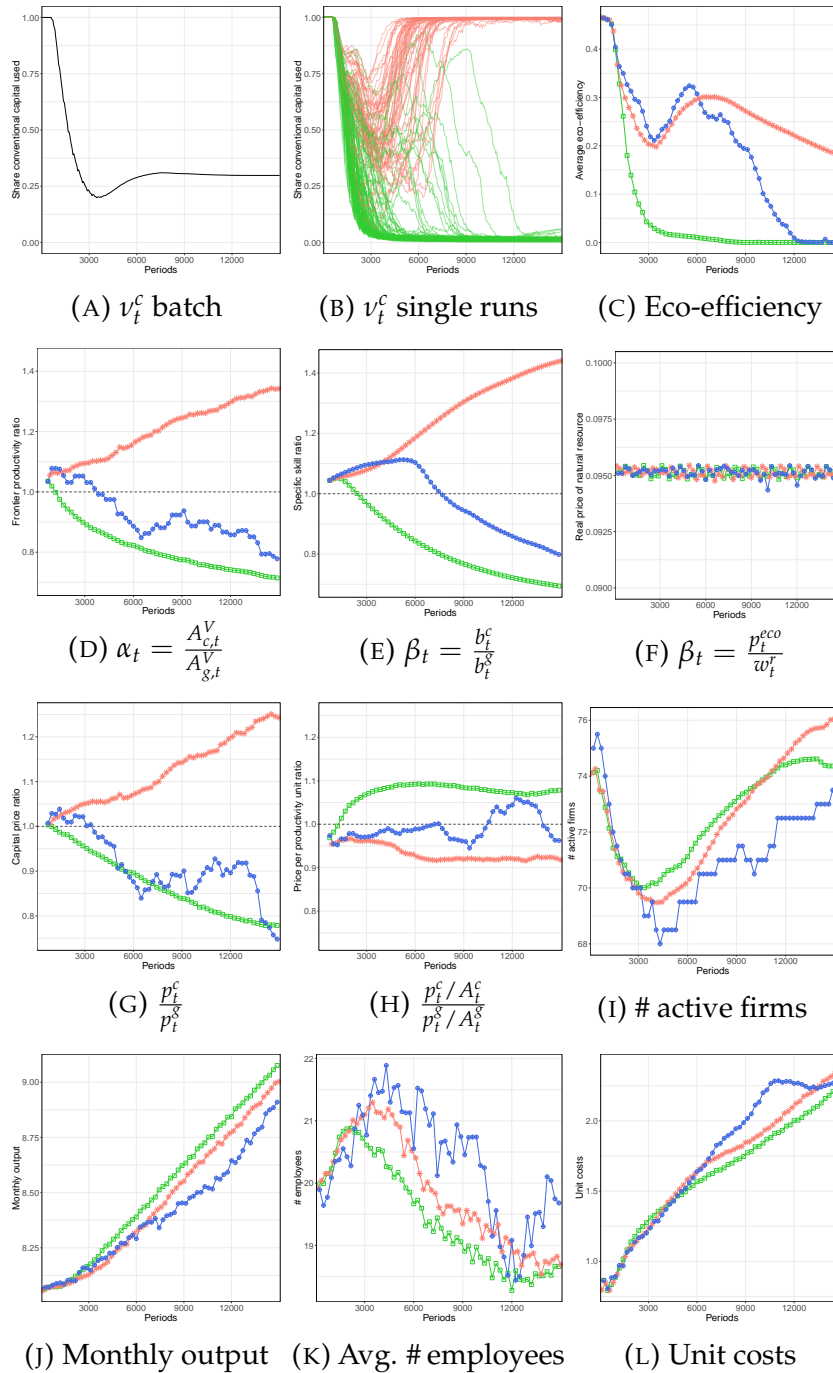 1.00
0.75
0.50
0.25
0.00
Share conventional capital used
3000 6000 9000 12000
Periods
1.00
0.75
0.50
0.25
0.00
Share conventional capital used
3000 6000 9000 12000
Periods
0.4
0.3
0.2
0.1
0.0
Average eco-efficiency
3000 6000 9000 12000
Periods
(A) ν_t^c batch
(B) ν_t^c single runs
(C) Eco-efficiency
1.4
1.2
1.0
0.8
Frontier productivity ratio
3000 6000 9000 12000
Periods
1.4
1.2
1.0
0.8
Specific skill ratio
3000 6000 9000 12000
Periods
0.1000
0.0975
0.0950
0.0925
0.0900
Real price of natural resource
3000 6000 9000 12000
Periods
(D) α_t = A_{c,t}^V / A_{g,t}^V
(E) β_t = b_t^c / b_t^g
(F) β_t = p_t^{eco} / w_t^r
1.2
1.1
1.0
0.9
0.8
Capital price ratio
3000 6000 9000 12000
Periods
1.2
1.1
1.0
0.9
0.8
Price per productivity unit ratio
3000 6000 9000 12000
Periods
76
74
72
70
68
# active firms
3000 6000 9000 12000
Periods
(G) p_t^c / p_t^g
(H) p_t^c/A_t^c / p_t^g/A_t^g
(I) # active firms
9.00
8.75
8.50
8.25
Monthly output
3000 6000 9000 12000
Periods
22
21
20
19
# employees
3000 6000 9000 12000
Periods
2.0
1.5
1.0
Unit costs
3000 6000 9000 12000
Periods
(J) Monthly output
(K) Avg. # employees
(L) Unit costs